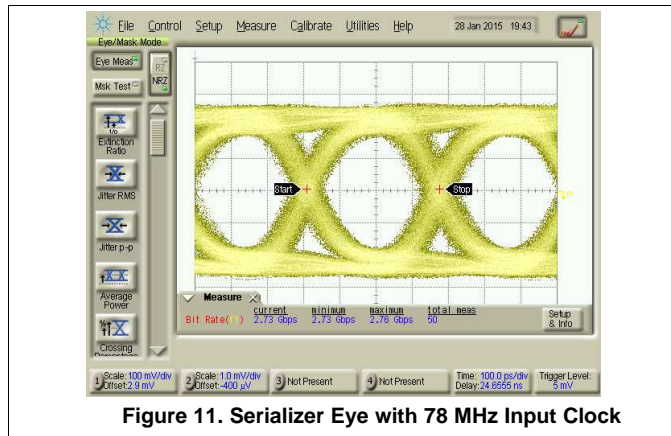 File Control Setup Measure Calibrate Utilities Help 28 Jan 2015 19:43
Eye/Mask Mode
Eye Meas
RZ
NRZ
Msk Test
Extinction
Ratio
Jitter RMS
Jitter p-p
Average
Power
Crossing
Start
Stop
Measure
current minimum maximum total meas
Bit Rate( ) 2.73 Gbps 2.73 Gbps 2.76 Gbps 50
Setup
& Info
1 Scale: 100 mV/div
Offset: 2.9 mV
2 Scale: 1.0 mV/div
Offset: -400 µV
3 Not Present
4 Not Present
Time: 100.0 ps/div
Delay: 24.6555 ns
Trigger Level:
5 mV
Figure 11. Serializer Eye with 78 MHz Input Clock